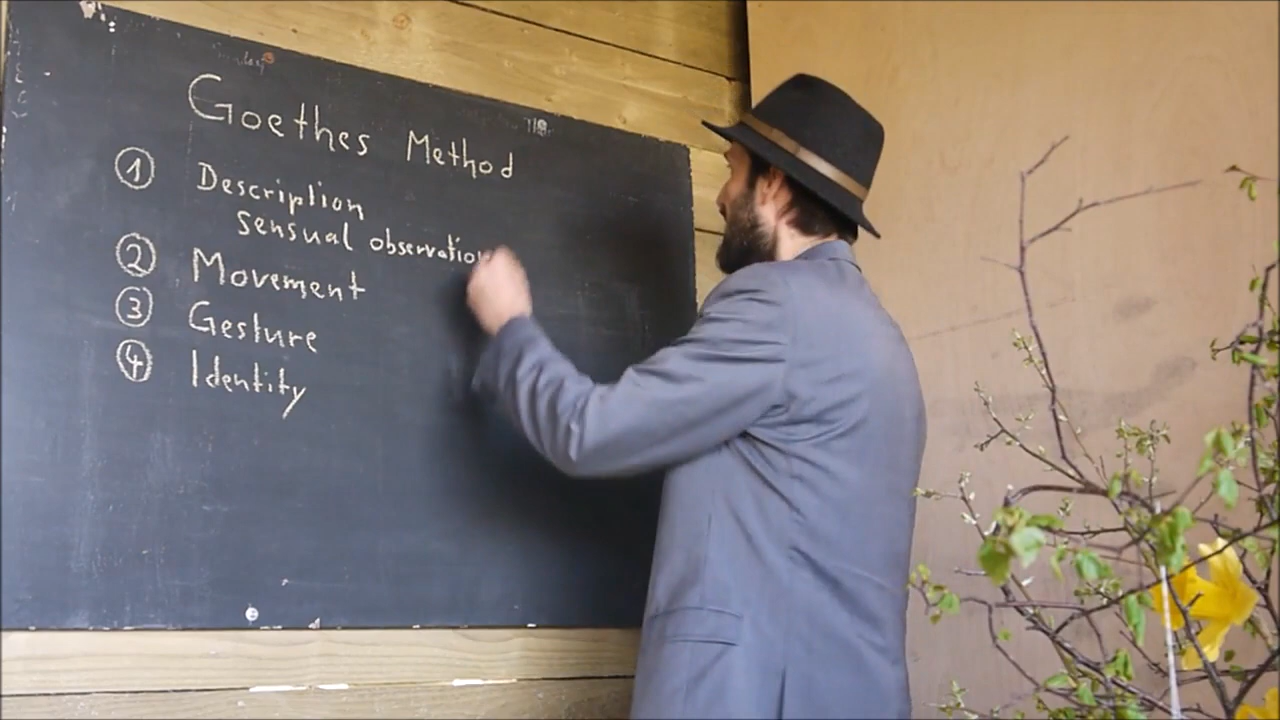 Goethes Method
① Description
sensual observation
② Movement
③ Gesture
④ Identity